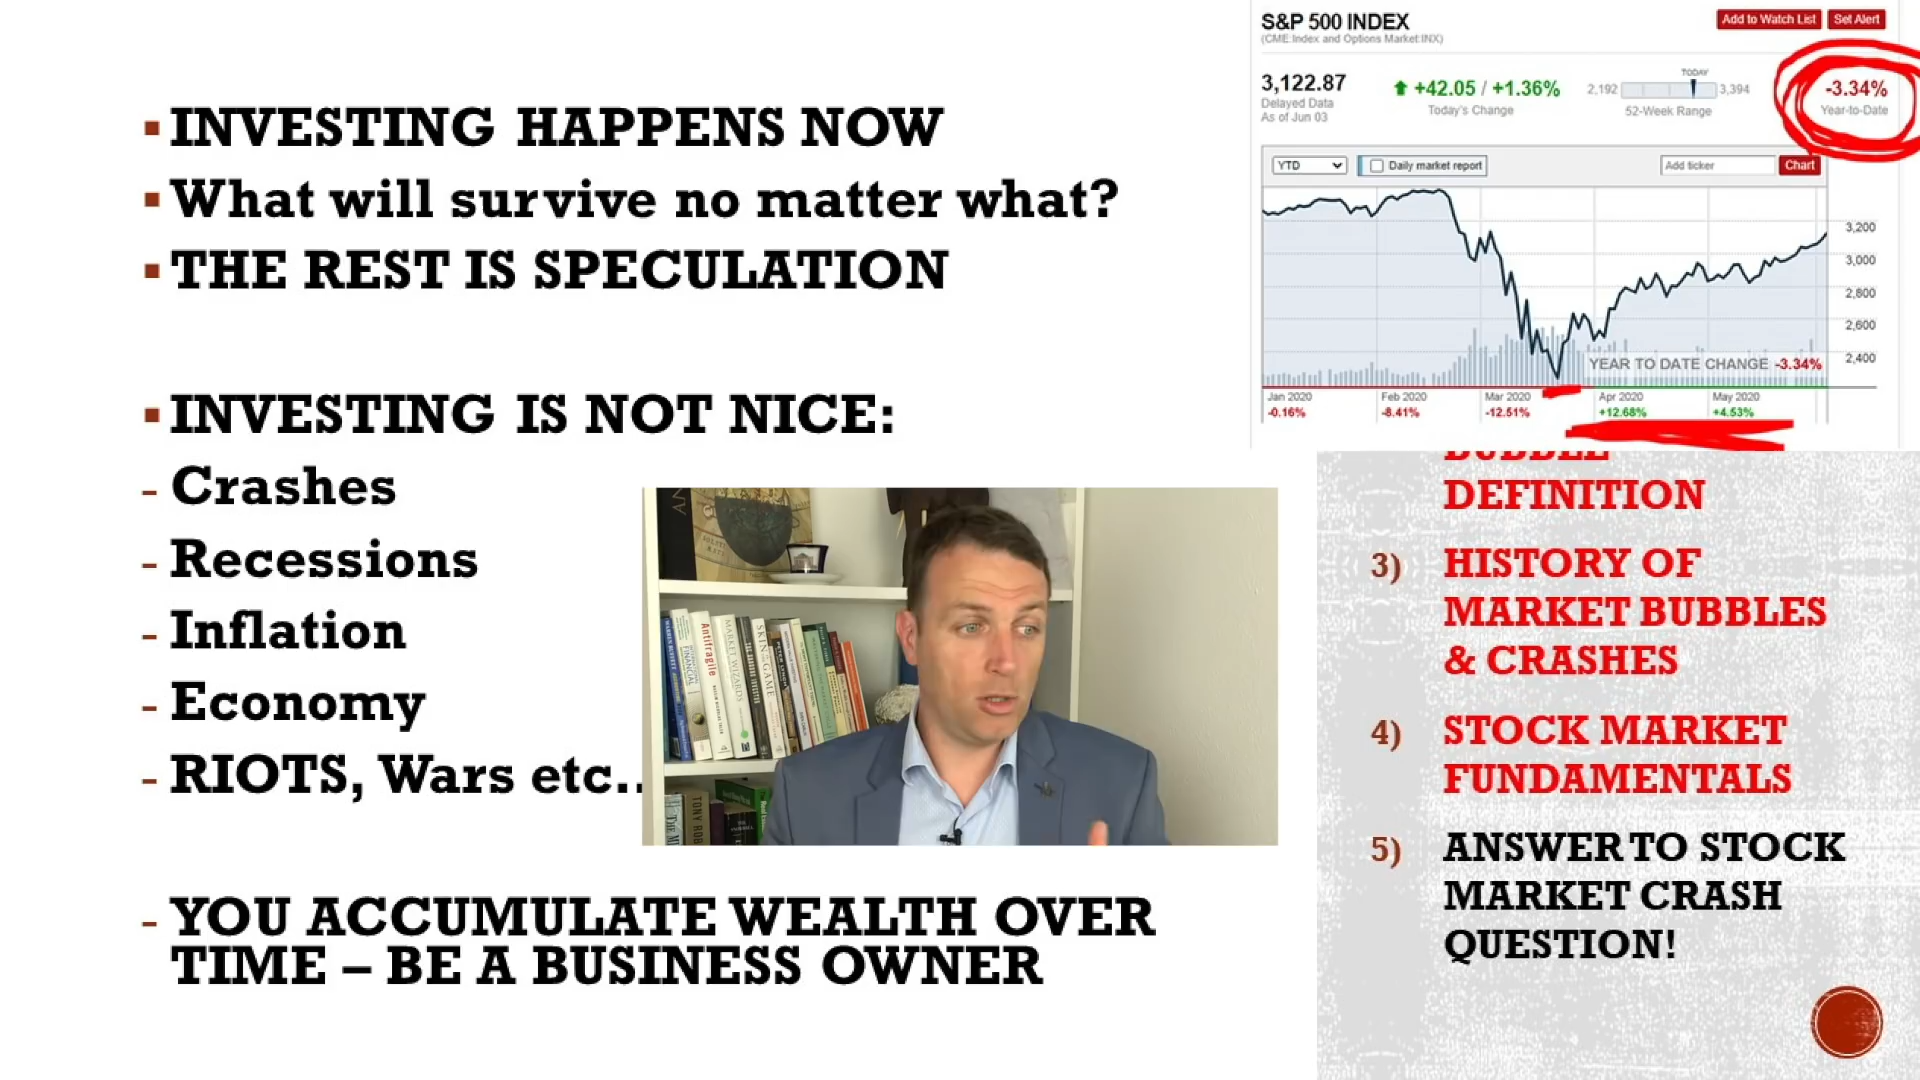 INVESTING HAPPENS NOW
What will survive no matter what?
THE REST IS SPECULATION
INVESTING IS NOT NICE:
- Crashes
- Recessions
- Inflation
- Economy
- RIOTS, Wars etc..
- YOU ACCUMULATE WEALTH OVER
TIME – BE A BUSINESS OWNER
S&P 500 INDEX
(CME:Index and Options Market:INX)
Add to Watch List
Set Alert
3,122.87
Delayed Data
As of Jun 03
+42.05 / +1.36%
Today's Change
TODAY
2,192
3,394
52-Week Range
-3.34%
Year-to-Date
YTD
Daily market report
Add ticker
Chart
3,200
3,000
2,800
2,600
2,400
YEAR TO DATE CHANGE -3.34%
Jan 2020
Feb 2020
Mar 2020
Apr 2020
May 2020
-0.16%
-8.41%
-12.51%
+12.68%
+4.53%
BUBBLE
DEFINITION
3) HISTORY OF
MARKET BUBBLES
& CRASHES
4) STOCK MARKET
FUNDAMENTALS
5) ANSWER TO STOCK
MARKET CRASH
QUESTION!
Antifragile
MARKET WIZARDS
SKIN IN THE GAME
TONY ROB